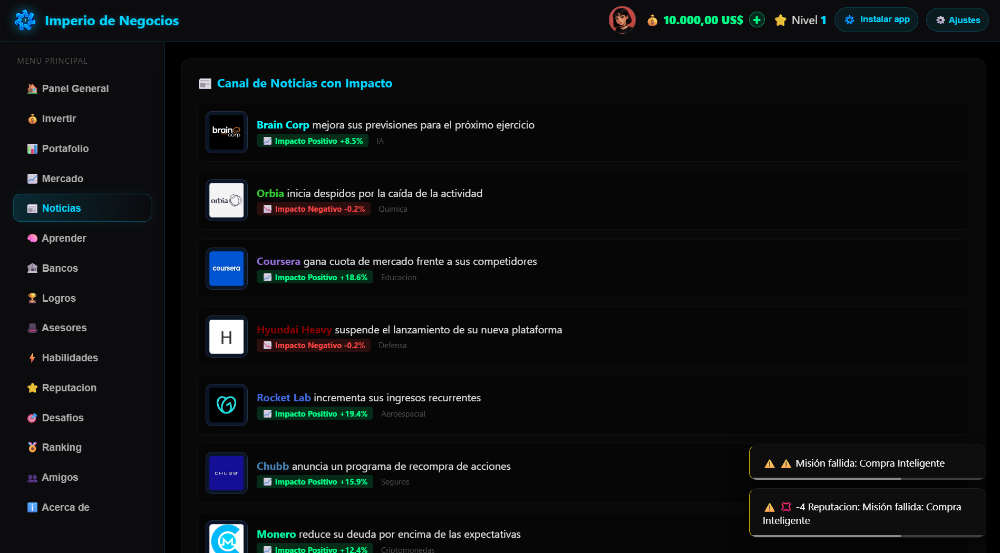 Imperio de Negocios
10.000,00 US$
Nivel 1
Instalar app
Ajustes
MENU PRINCIPAL
Panel General
Invertir
Portafolio
Mercado
Noticias
Aprender
Bancos
Logros
Asesores
Habilidades
Reputacion
Desafios
Ranking
Amigos
Acerca de
Canal de Noticias con Impacto
brain corp
Brain Corp mejora sus previsiones para el próximo ejercicio
Impacto Positivo +8.5% IA
orbia
Orbia inicia despidos por la caída de la actividad
Impacto Negativo -0.2% Quimica
coursera
Coursera gana cuota de mercado frente a sus competidores
Impacto Positivo +18.6% Educacion
H
Hyundai Heavy suspende el lanzamiento de su nueva plataforma
Impacto Negativo -0.2% Defensa
Rocket Lab incrementa sus ingresos recurrentes
Impacto Positivo +19.4% Aeroespacial
CHUBB
Chubb anuncia un programa de recompra de acciones
Impacto Positivo +15.9% Seguros
Monero reduce su deuda por encima de las expectativas
Impacto Positivo +12.4% Criptomonedas
Misión fallida: Compra Inteligente
-4 Reputacion: Misión fallida: Compra
Inteligente